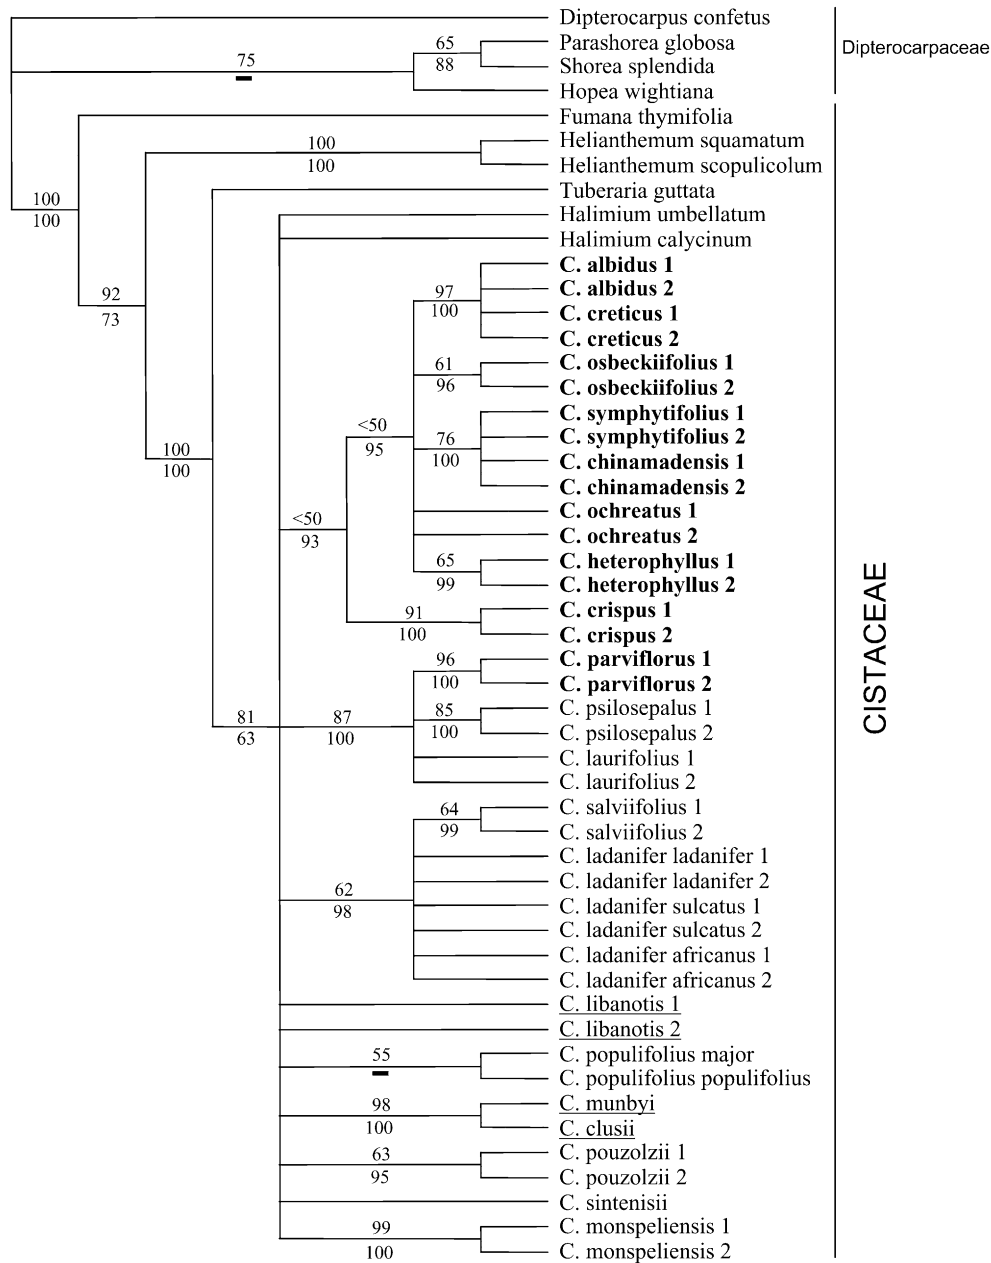 Dipterocarpus confetus
65
Parashorea globosa
Dipterocarpaceae
75
88
Shorea splendida
Hopea wightiana
Fumana thymifolia
100
Helianthemum squamatum
100
Helianthemum scopulicolum
100
Tuberaria guttata
100
Halimium umbellatum
Halimium calycinum
C. albidus 1
92
97
C. albidus 2
73
100
C. creticus 1
C. creticus 2
61
C. osbeckiifolius 1
96
C. osbeckiifolius 2
C. symphytifolius 1
<50
76
C. symphytifolius 2
100
95
100
C. chinamadensis 1
100
C. chinamadensis 2
<50
C. ochreatus 1
93
C. ochreatus 2
65
C. heterophyllus 1
99
C. heterophyllus 2
91
C. crispus 1
100
C. crispus 2
CISTACEAE
96
C. parviflorus 1
100
C. parviflorus 2
81
87
85
C. psilosepalus 1
63
100
100
C. psilosepalus 2
C. laurifolius 1
C. laurifolius 2
64
C. salviifolius 1
99
C. salviifolius 2
C. ladanifer ladanifer 1
62
C. ladanifer ladanifer 2
98
C. ladanifer sulcatus 1
C. ladanifer sulcatus 2
C. ladanifer africanus 1
C. ladanifer africanus 2
C. libanotis 1
C. libanotis 2
55
C. populifolius major
C. populifolius populifolius
98
C. munbyi
100
C. clusii
63
C. pouzolzii 1
95
C. pouzolzii 2
C. sintenisii
99
C. monspeliensis 1
100
C. monspeliensis 2